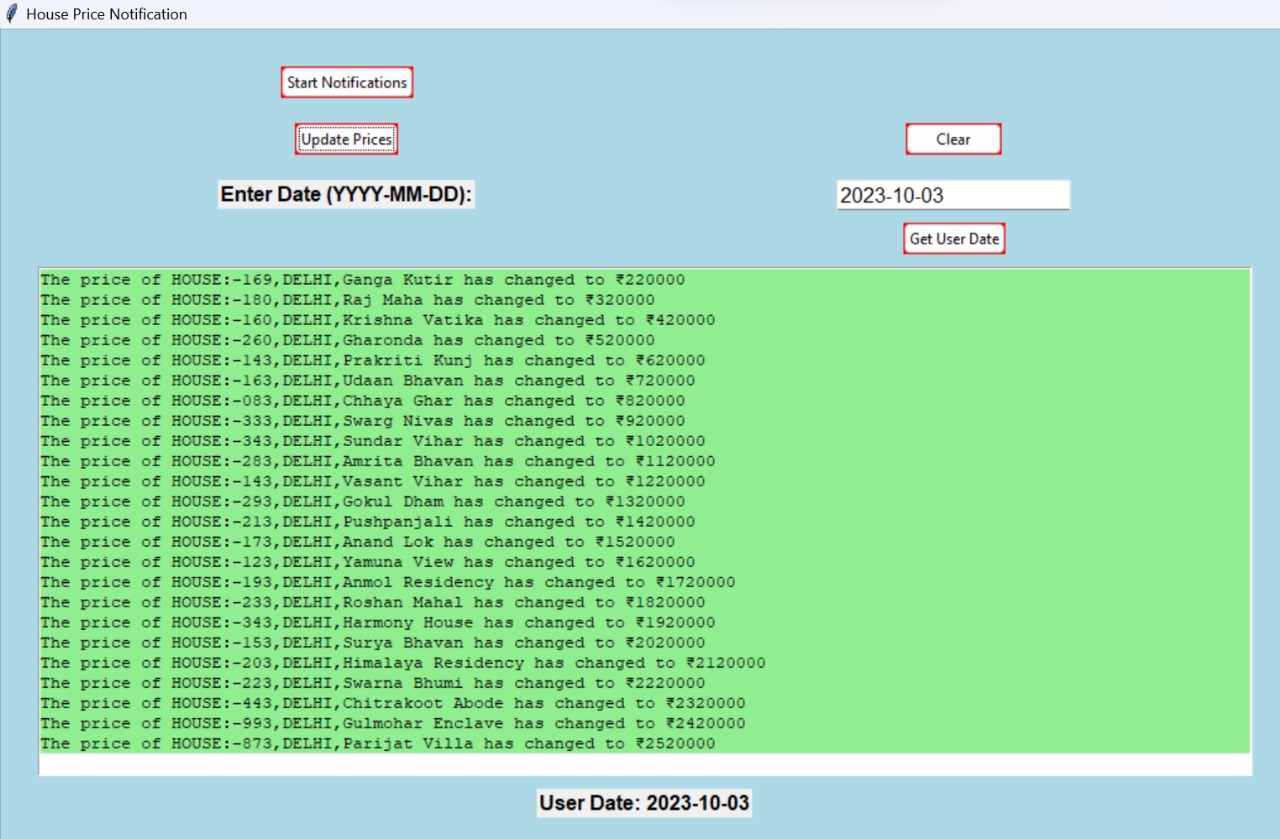 House Price Notification
Start Notifications
Update Prices
Clear
Enter Date (YYYY-MM-DD):
2023-10-03
Get User Date
The price of HOUSE:-169,DELHI,Ganga Kutir has changed to ₹220000
The price of HOUSE:-180,DELHI,Raj Maha has changed to ₹320000
The price of HOUSE:-160,DELHI,Krishna Vatika has changed to ₹420000
The price of HOUSE:-260,DELHI,Gharonda has changed to ₹520000
The price of HOUSE:-143,DELHI,Prakriti Kunj has changed to ₹620000
The price of HOUSE:-163,DELHI,Udaan Bhavan has changed to ₹720000
The price of HOUSE:-083,DELHI,Chhaya Ghar has changed to ₹820000
The price of HOUSE:-333,DELHI,Swarg Nivas has changed to ₹920000
The price of HOUSE:-343,DELHI,Sundar Vihar has changed to ₹1020000
The price of HOUSE:-283,DELHI,Amrita Bhavan has changed to ₹1120000
The price of HOUSE:-143,DELHI,Vasant Vihar has changed to ₹1220000
The price of HOUSE:-293,DELHI,Gokul Dham has changed to ₹1320000
The price of HOUSE:-213,DELHI,Pushpanjali has changed to ₹1420000
The price of HOUSE:-173,DELHI,Anand Lok has changed to ₹1520000
The price of HOUSE:-123,DELHI,Yamuna View has changed to ₹1620000
The price of HOUSE:-193,DELHI,Anmol Residency has changed to ₹1720000
The price of HOUSE:-233,DELHI,Roshan Mahal has changed to ₹1820000
The price of HOUSE:-343,DELHI,Harmony House has changed to ₹1920000
The price of HOUSE:-153,DELHI,Surya Bhavan has changed to ₹2020000
The price of HOUSE:-203,DELHI,Himalaya Residency has changed to ₹2120000
The price of HOUSE:-223,DELHI,Swarna Bhumi has changed to ₹2220000
The price of HOUSE:-443,DELHI,Chitrakoot Abode has changed to ₹2320000
The price of HOUSE:-993,DELHI,Gulmohar Enclave has changed to ₹2420000
The price of HOUSE:-873,DELHI,Parijat Villa has changed to ₹2520000
User Date: 2023-10-03